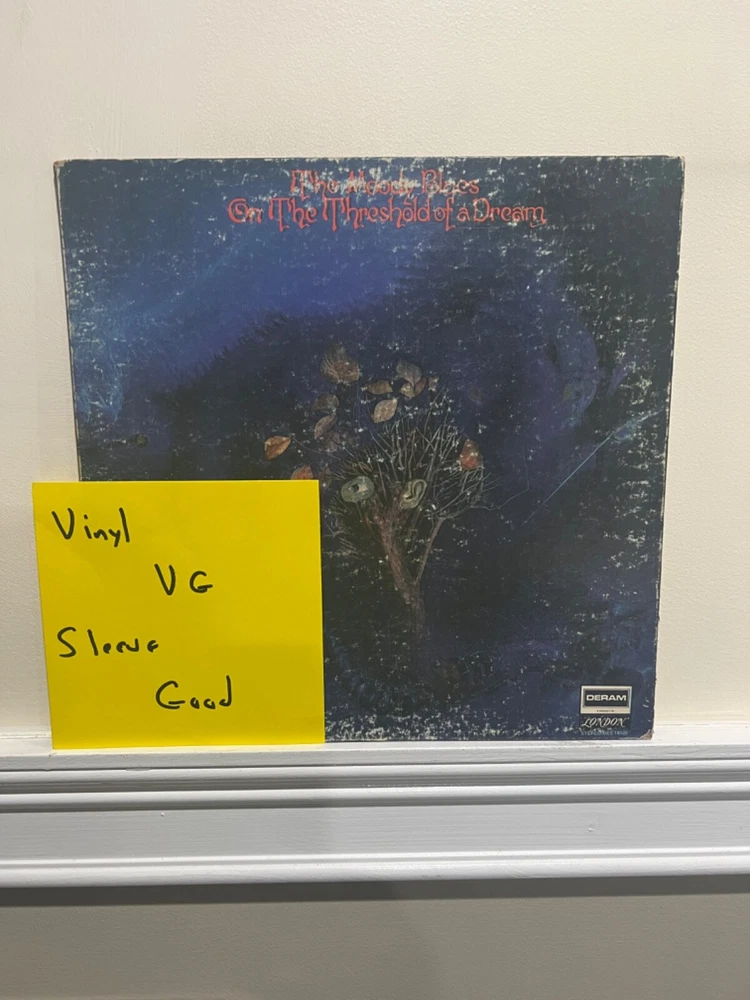 The Moody Blues
On The Threshold of a Dream
Vinyl
VG
Sleeve
Good
DERAM
LONDON